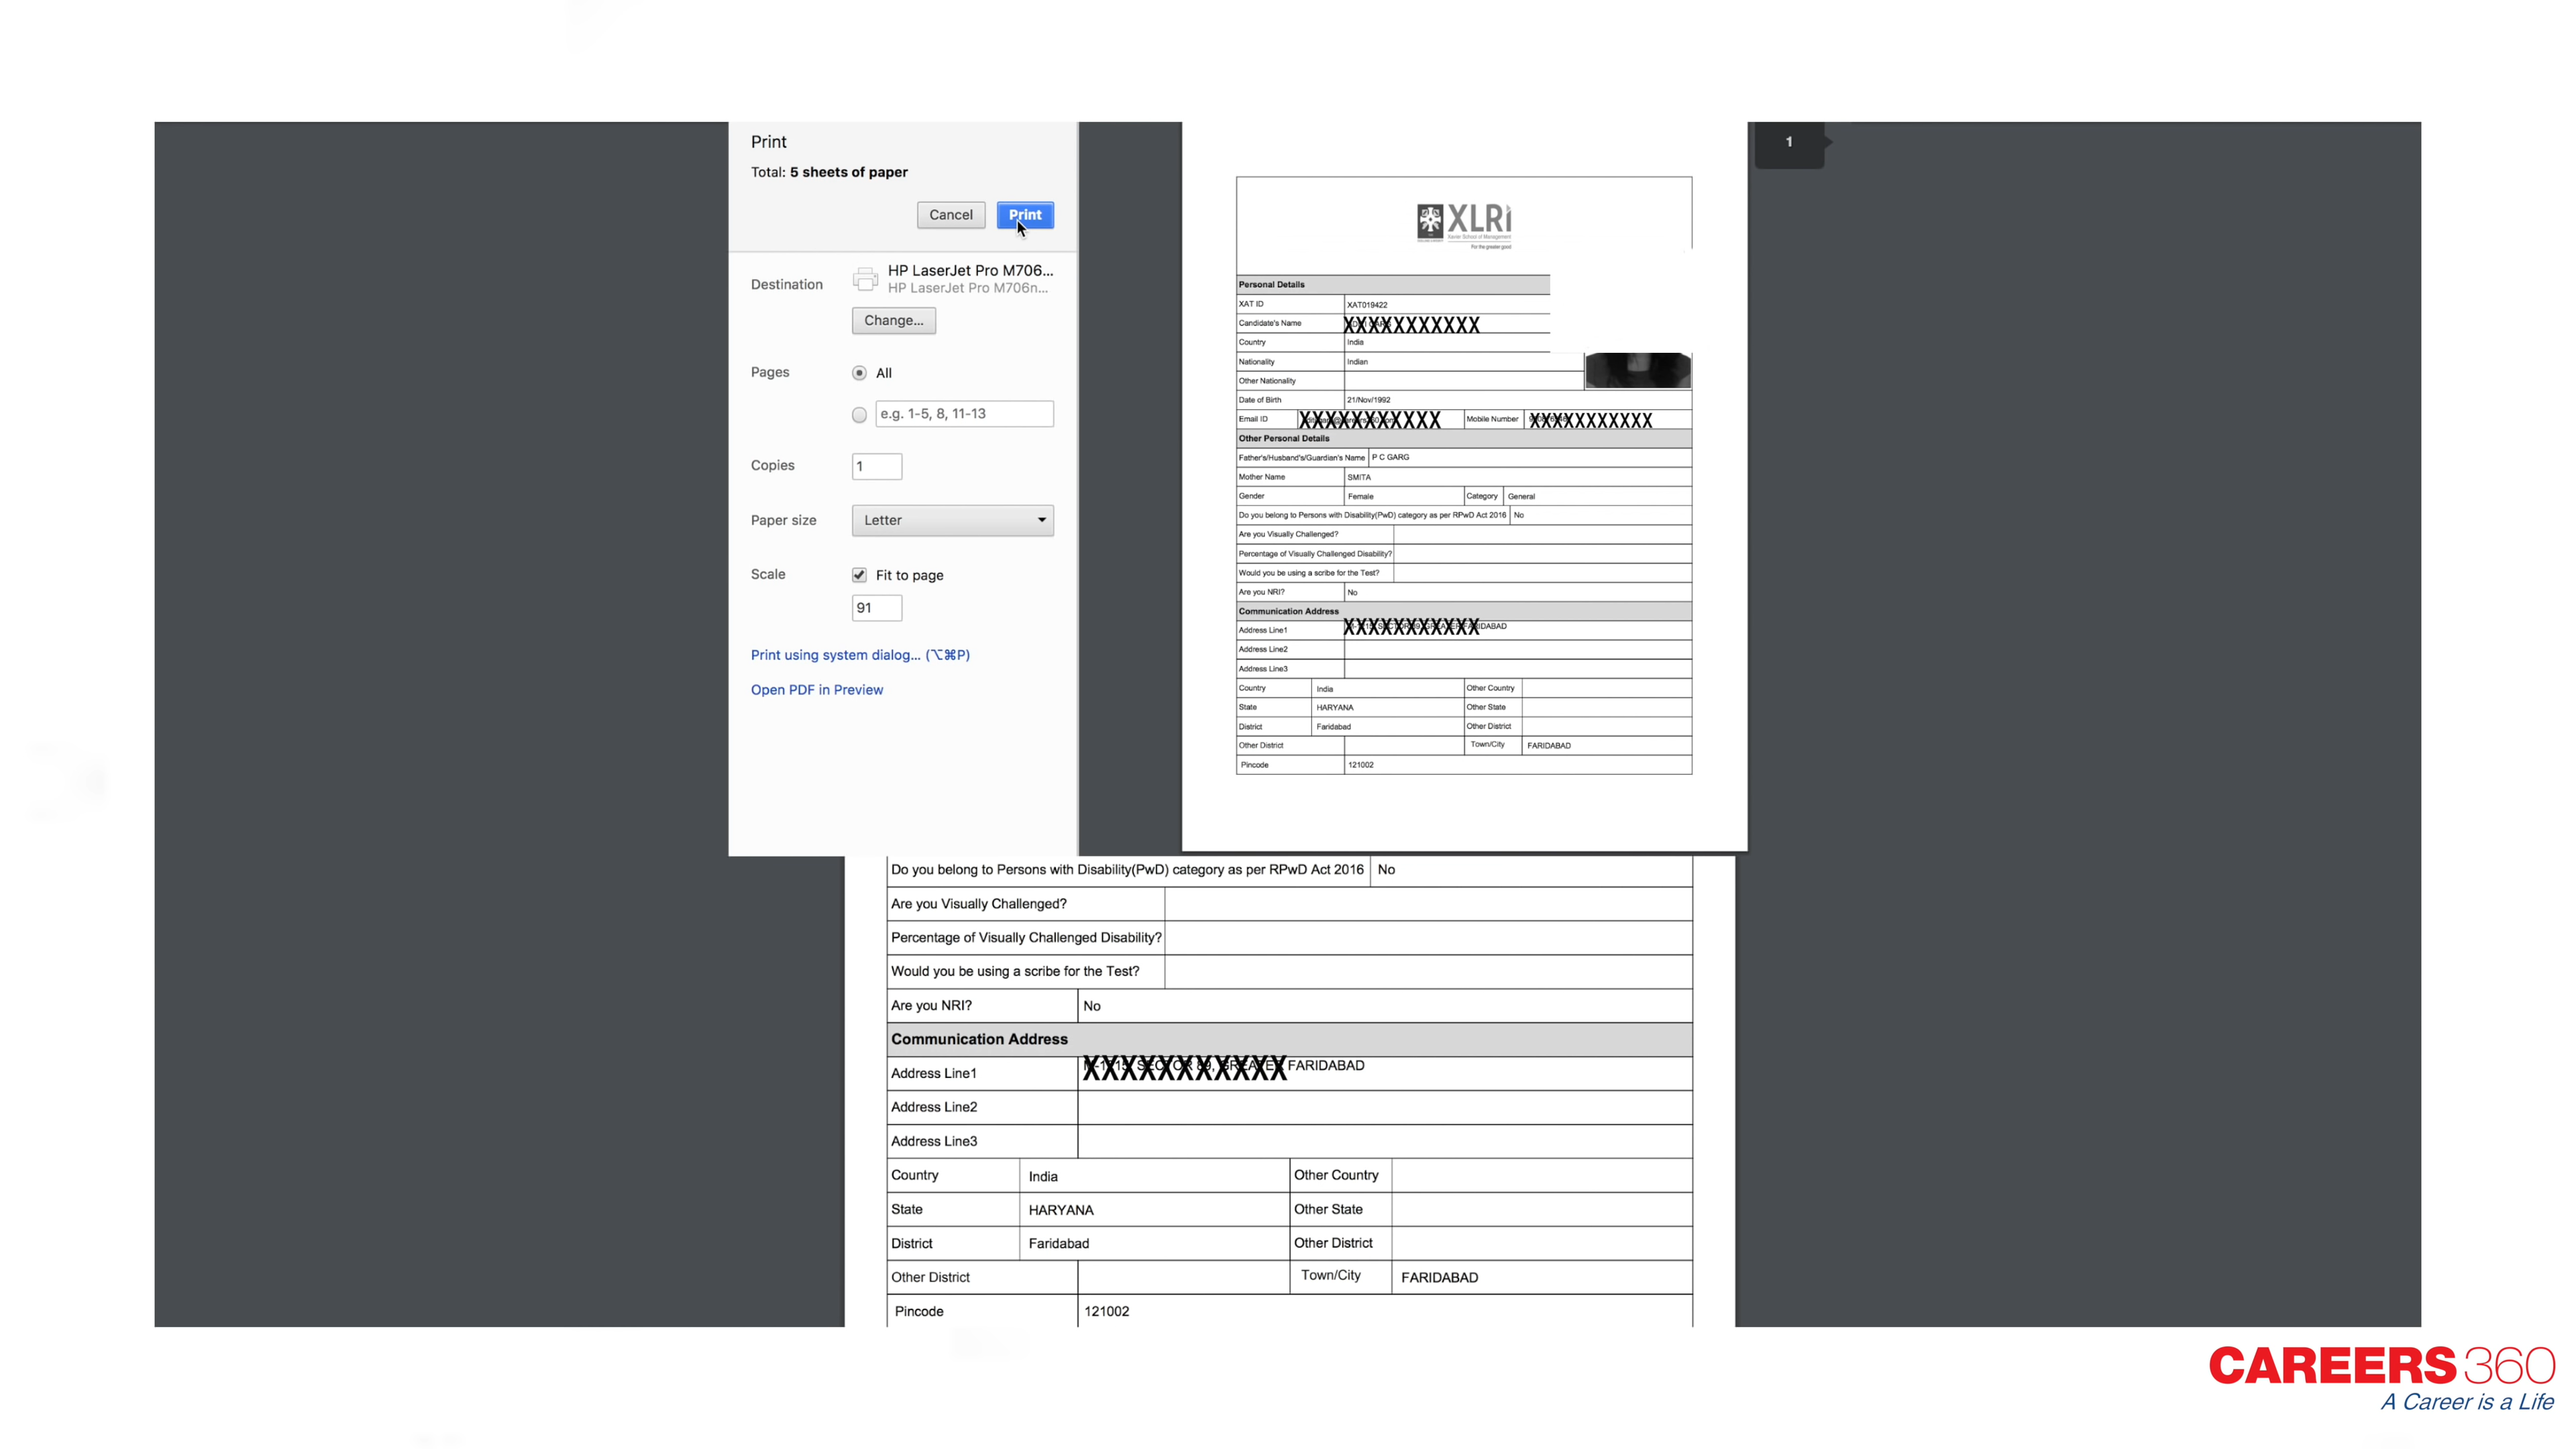 Print
Total: 5 sheets of paper
Cancel Print
Destination HP LaserJet Pro M706...
HP LaserJet Pro M706n...
Change...
Pages All
e.g. 1-5, 8, 11-13
Copies 1
Paper size Letter
Scale Fit to page
91
Print using system dialog... (⌥⌘P)
Open PDF in Preview
1
XLRi
Xavier School of Management
For the greater good
Personal Details
XAT ID XAT019422
Candidate's Name XXXXXXXXXXX
Country India
Nationality Indian
Other Nationality
Date of Birth 21/Nov/1992
Email ID XXXXXXXXXXX Mobile Number XXXXXXXXXXX
Other Personal Details
Father's/Husband's/Guardian's Name P C GARG
Mother Name SMITA
Gender Female Category General
Do you belong to Persons with Disability(PwD) category as per RPwD Act 2016 No
Are you Visually Challenged?
Percentage of Visually Challenged Disability?
Would you be using a scribe for the Test?
Are you NRI? No
Communication Address
Address Line1 XXXXXXXXXXX
Address Line2
Address Line3
Country India Other Country
State HARYANA Other State
District Faridabad Other District
Other District Town/City FARIDABAD
Pincode 121002
Do you belong to Persons with Disability(PwD) category as per RPwD Act 2016 No
Are you Visually Challenged?
Percentage of Visually Challenged Disability?
Would you be using a scribe for the Test?
Are you NRI? No
Communication Address
Address Line1 XXXXXXXXXXX FARIDABAD
Address Line2
Address Line3
Country India Other Country
State HARYANA Other State
District Faridabad Other District
Other District Town/City FARIDABAD
Pincode 121002
CAREERS360
A Career is a Life